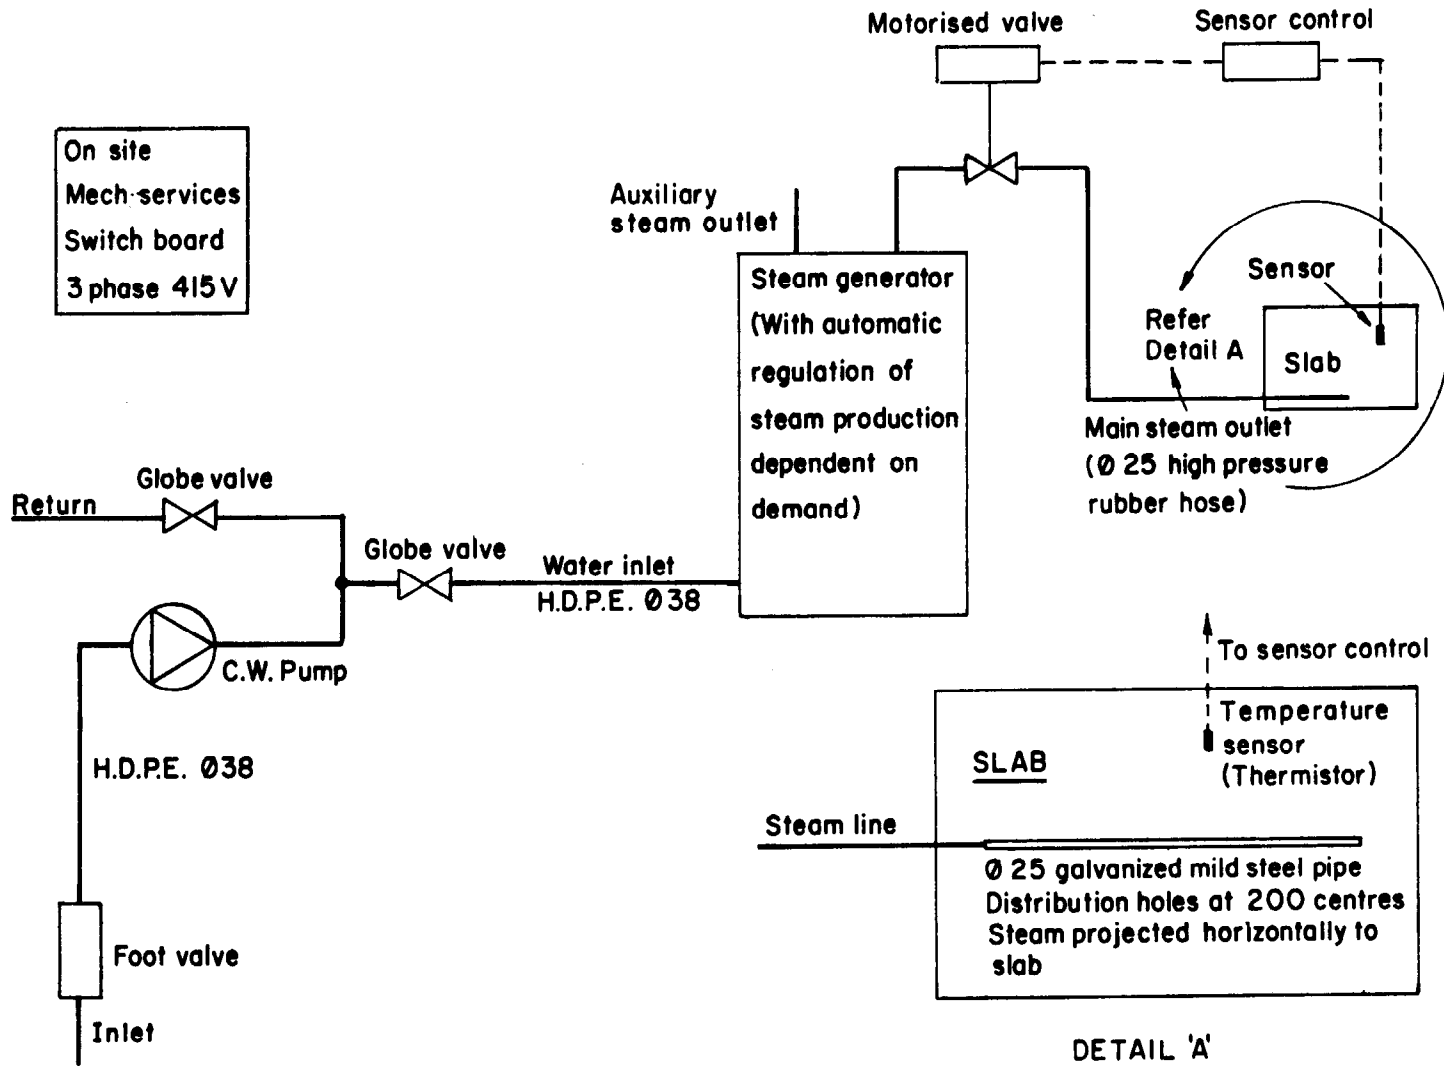 Motorised valve
Sensor control
On site
Mech-services
Switch board
3 phase 415V
Auxiliary
steam outlet
Steam generator
(With automatic
regulation of
steam production
dependent on
demand)
Sensor
Refer
Detail A
Slab
Main steam outlet
(Ø 25 high pressure
rubber hose)
Globe valve
Return
Globe valve
Water inlet
H.D.P.E. Ø38
C.W. Pump
H.D.P.E. Ø38
Foot valve
Inlet
To sensor control
Temperature
sensor
(Thermistor)
SLAB
Steam line
Ø 25 galvanized mild steel pipe
Distribution holes at 200 centres
Steam projected horizontally to
slab
DETAIL 'A'